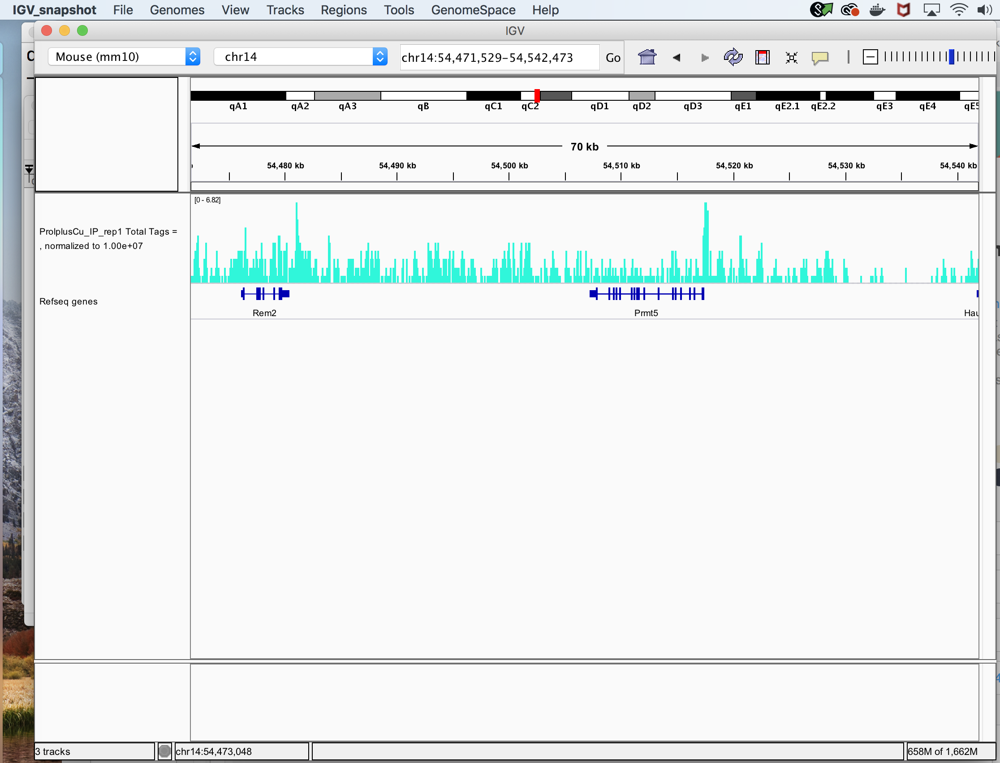 IGV_snapshot File Genomes View Tracks Regions Tools GenomeSpace Help
IGV
Mouse (mm10) chr14 chr14:54,471,529-54,542,473 Go
qA1 qA2 qA3 qB qC1 qC2 qD1 qD2 qD3 qE1 qE2.1 qE2.2 qE3 qE4 qE5
70 kb
54,480 kb 54,490 kb 54,500 kb 54,510 kb 54,520 kb 54,530 kb 54,540 kb
[0 - 6.82]
ProlplusCu_IP_rep1 Total Tags =
, normalized to 1.00e+07
Refseq genes
Rem2 Prmt5 Hau
3 tracks chr14:54,473,048 658M of 1,662M